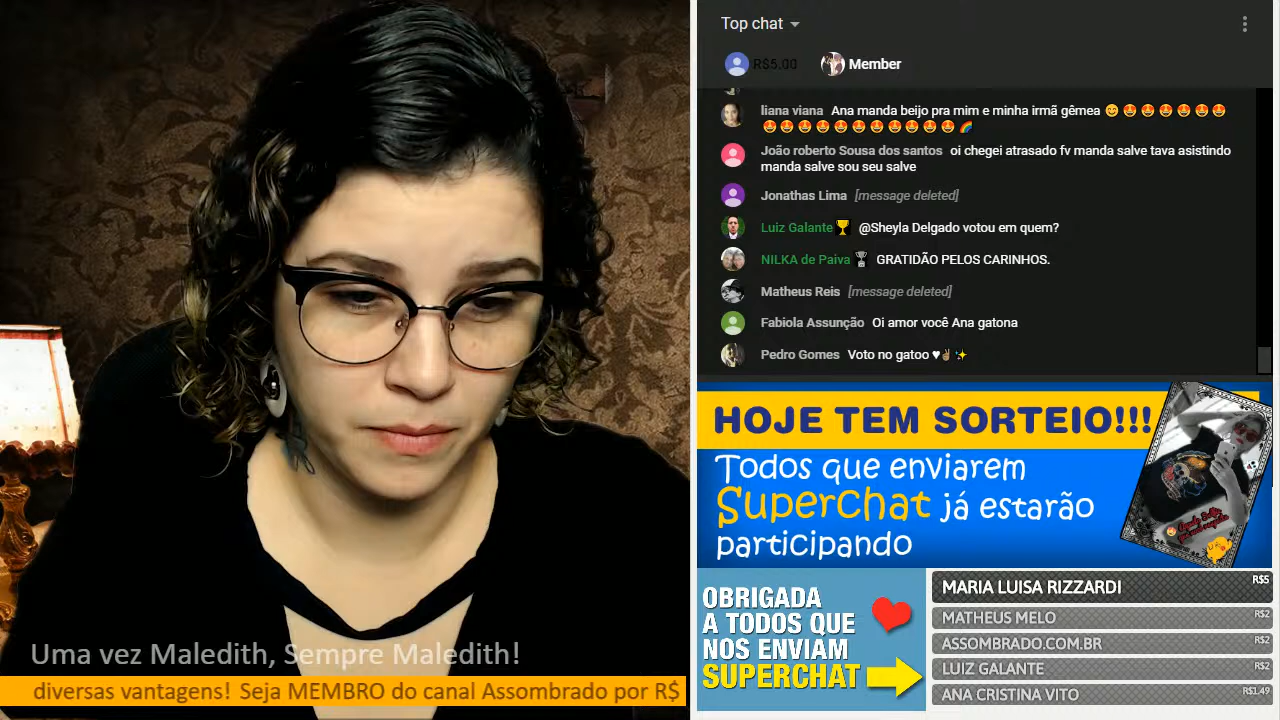 Top chat
R$5.00 Member
liana viana Ana manda beijo pra mim e minha irmã gêmea
João roberto Sousa dos santos oi chegei atrasado fv manda salve tava asistindo
manda salve sou seu salve
Jonathas Lima [message deleted]
Luiz Galante @Sheyla Delgado votou em quem?
NILKA de Paiva GRATIDÃO PELOS CARINHOS.
Matheus Reis [message deleted]
Fabiola Assunção Oi amor você Ana gatona
Pedro Gomes Voto no gatoo
HOJE TEM SORTEIO!!!
Todos que enviarem
Superchat já estarão
participando
OBRIGADA
A TODOS QUE
NOS ENVIAM
SUPERCHAT
MARIA LUISA RIZZARDI R$5
MATHEUS MELO R$2
ASSOMBRADO.COM.BR R$2
LUIZ GALANTE R$2
ANA CRISTINA VITO R$1,49
Uma vez Maledith, Sempre Maledith!
diversas vantagens! Seja MEMBRO do canal Assombrado por R$